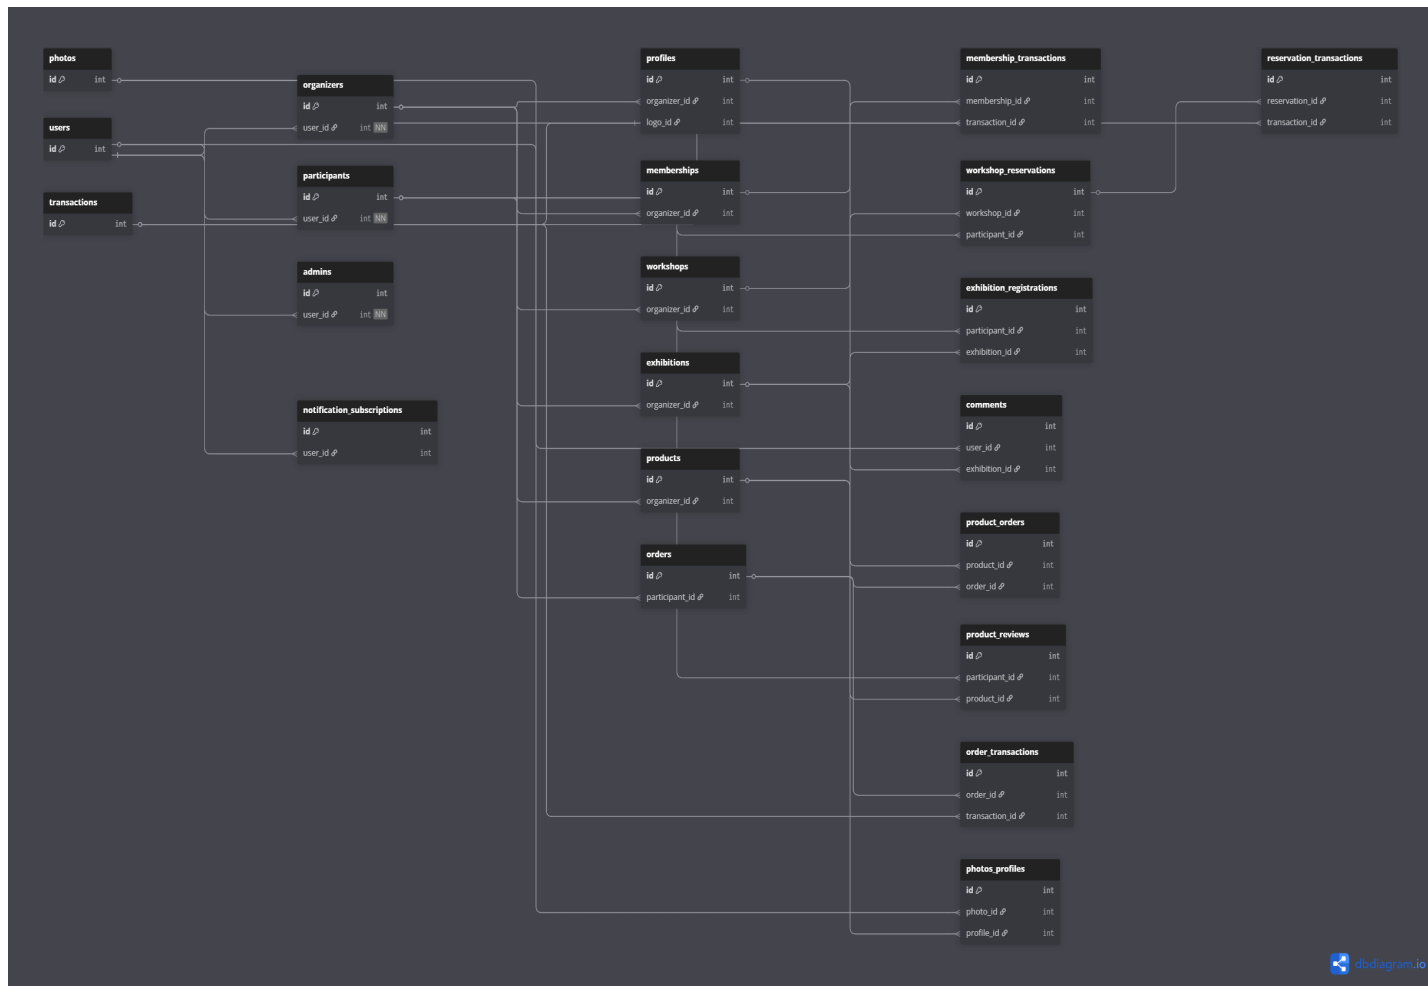 photos
id int
users
id int
transactions
id int
organizers
id int
user_id int NN
participants
id int
user_id int NN
admins
id int
user_id int NN
notification_subscriptions
id int
user_id int
profiles
id int
organizer_id int
logo_id int
memberships
id int
organizer_id int
workshops
id int
organizer_id int
exhibitions
id int
organizer_id int
products
id int
organizer_id int
orders
id int
participant_id int
membership_transactions
id int
membership_id int
transaction_id int
workshop_reservations
id int
workshop_id int
participant_id int
exhibition_registrations
id int
participant_id int
exhibition_id int
comments
id int
user_id int
exhibition_id int
product_orders
id int
product_id int
order_id int
product_reviews
id int
participant_id int
product_id int
order_transactions
id int
order_id int
transaction_id int
photos_profiles
id int
photo_id int
profile_id int
reservation_transactions
id int
reservation_id int
transaction_id int
dbdiagram.io